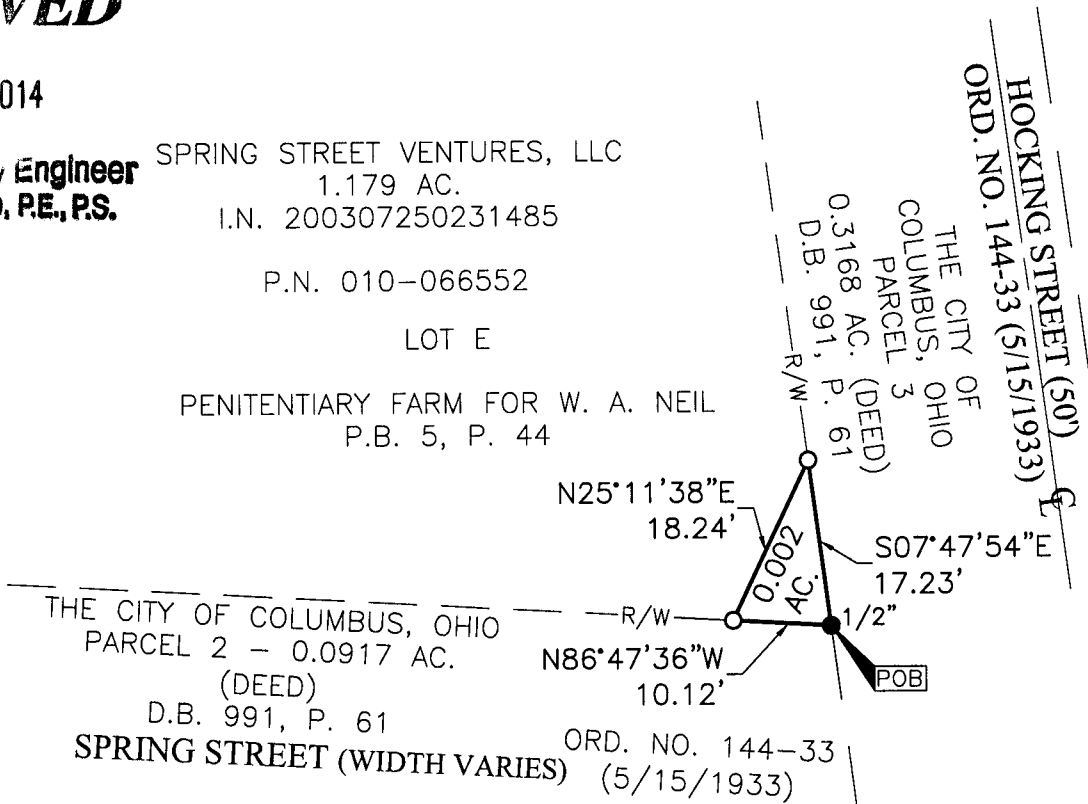 VED
014
Engineer
P.E., P.S.
SPRING STREET VENTURES, LLC
1.179 AC.
I.N. 200307250231485
P.N. 010-066552
LOT E
PENITENTIARY FARM FOR W. A. NEIL
P.B. 5, P. 44
HOCKING STREET (50')
ORD. NO. 144-33 (5/15/1933)
THE CITY OF
COLUMBUS, OHIO
PARCEL 3
0.3168 AC. (DEED)
D.B. 991, P. 61
R/W
N25°11'38"E
18.24'
0.002
AC.
S07°47'54"E
17.23'
1/2"
POB
R/W
N86°47'36"W
10.12'
THE CITY OF COLUMBUS, OHIO
PARCEL 2 - 0.0917 AC.
(DEED)
D.B. 991, P. 61
SPRING STREET (WIDTH VARIES)
ORD. NO. 144-33
(5/15/1933)